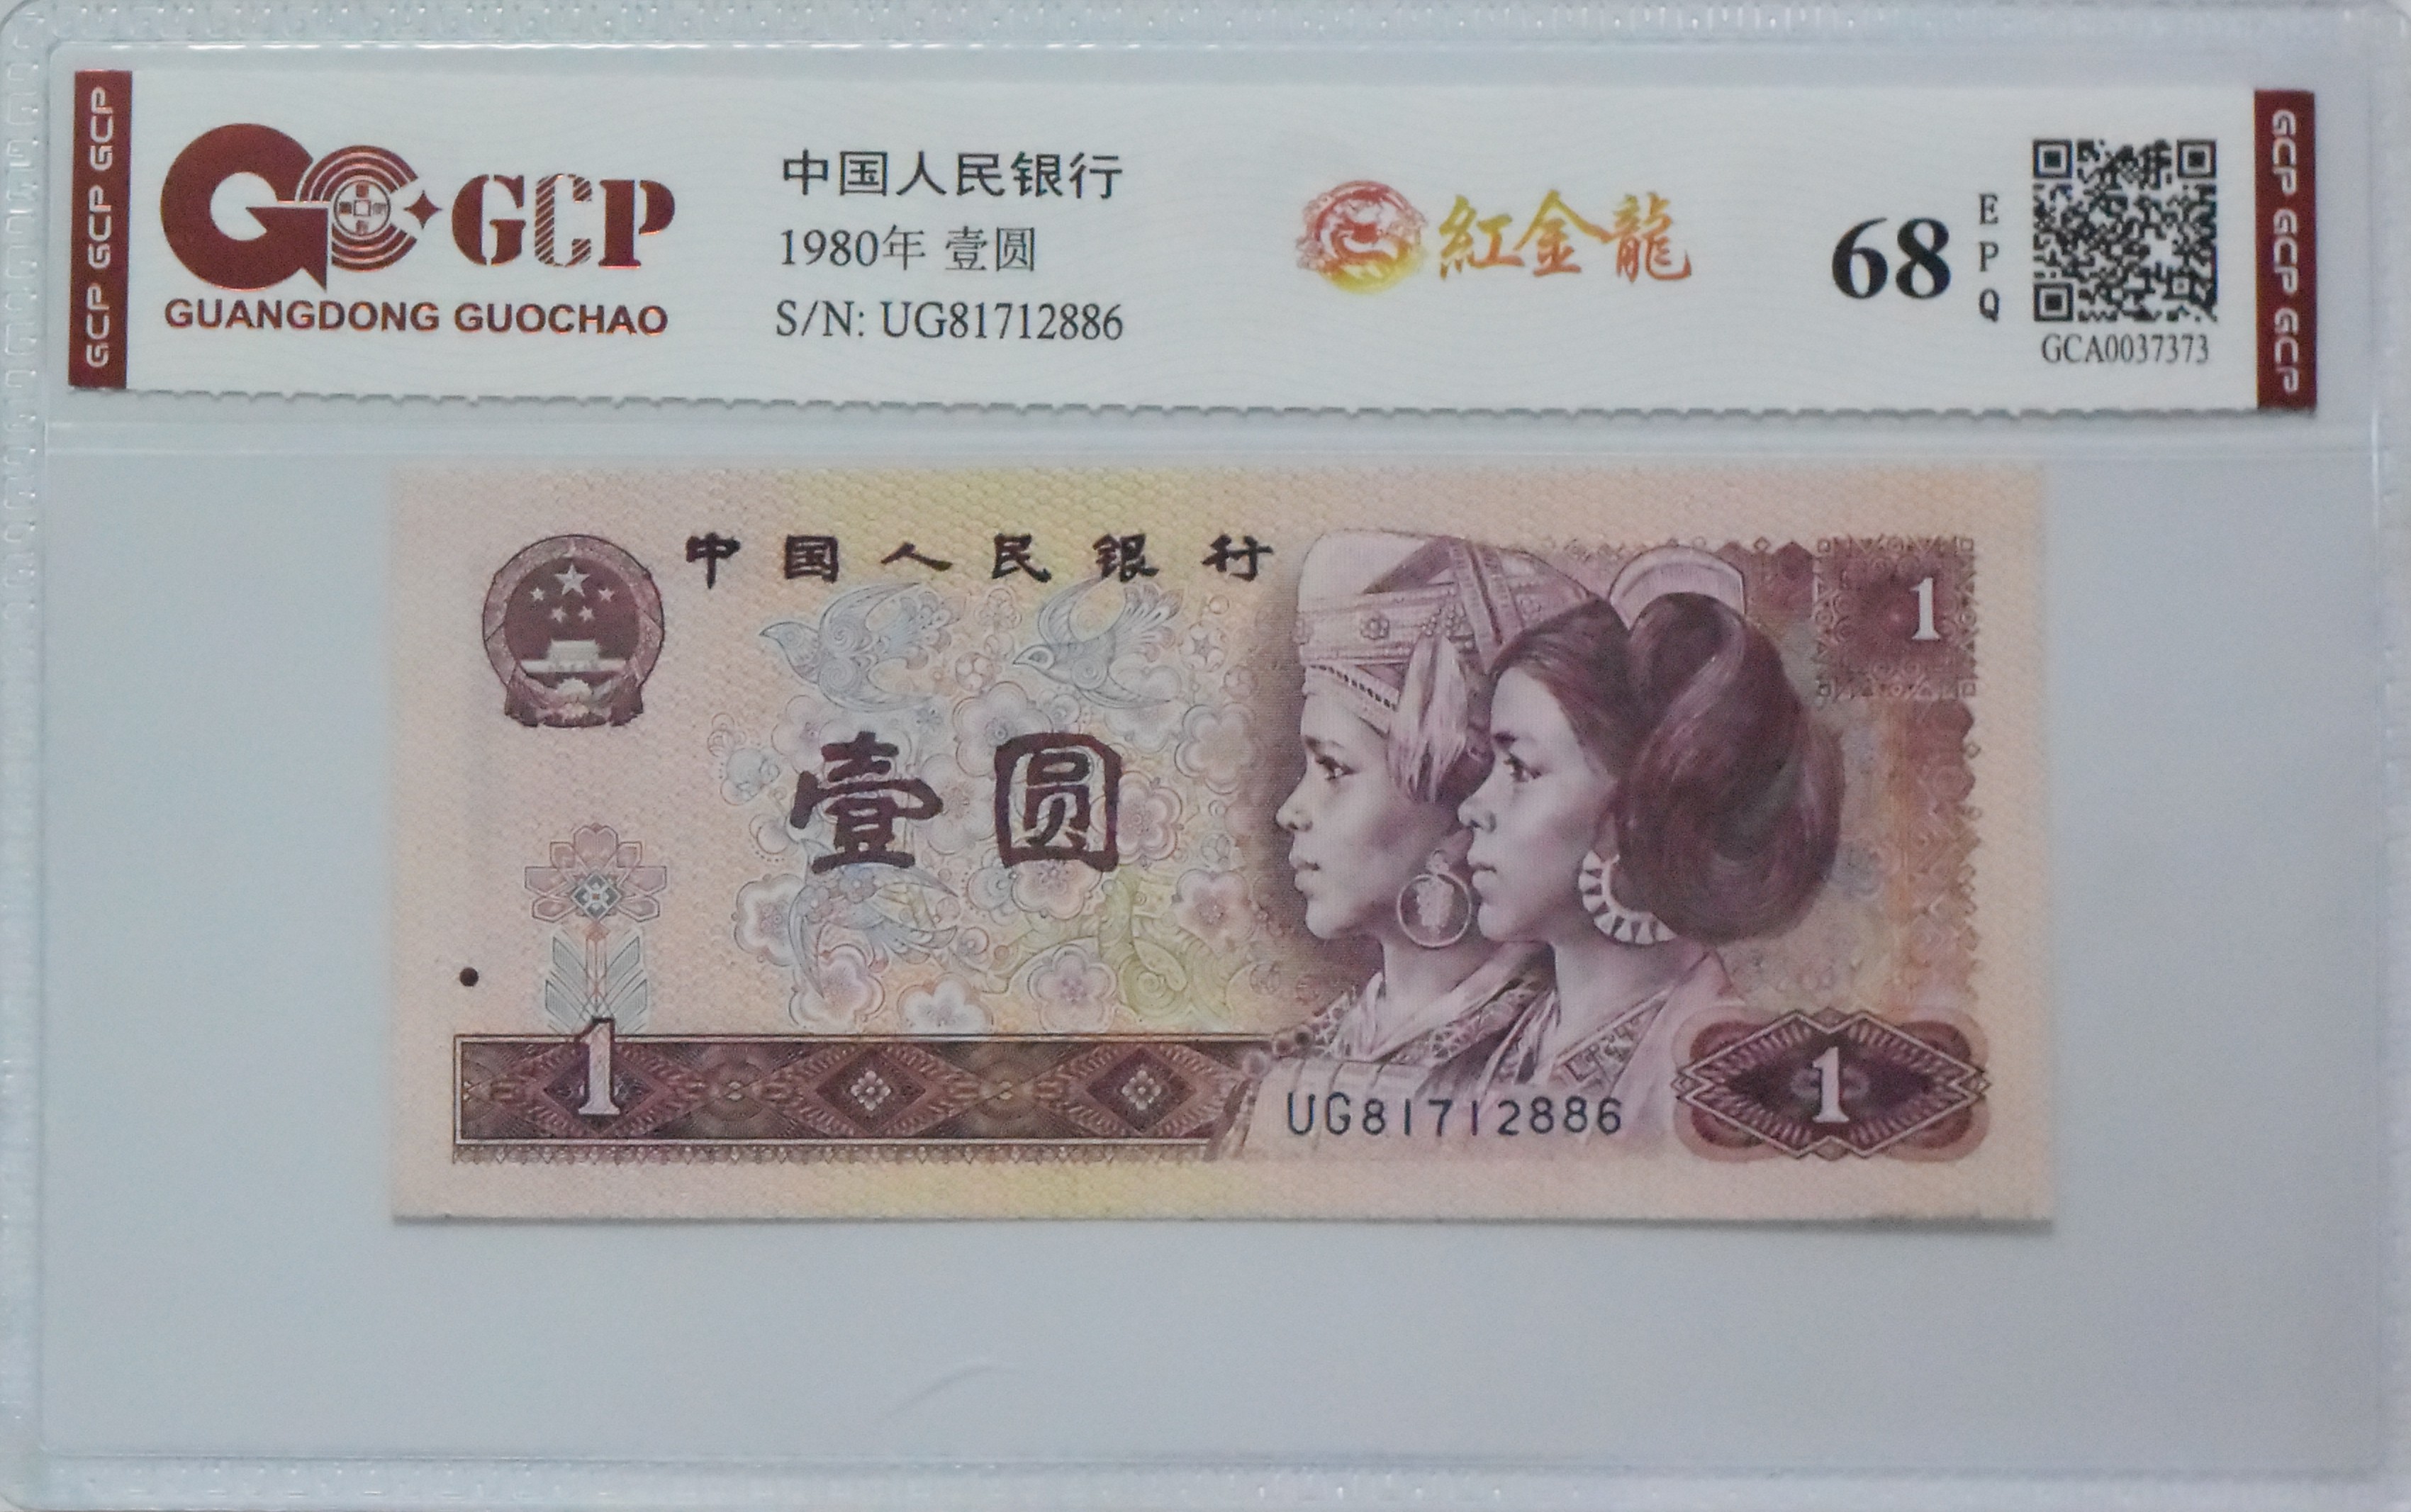 GCP GCP GCP
GCP
GUANGDONG GUOCHAO
中国人民银行
1980年 壹圆
S/N: UG81712886
紅金龍
68
E
P
Q
GCA0037373
GCP GCP GCP
中国人民银行
1
壹圆
1
UG81712886
1